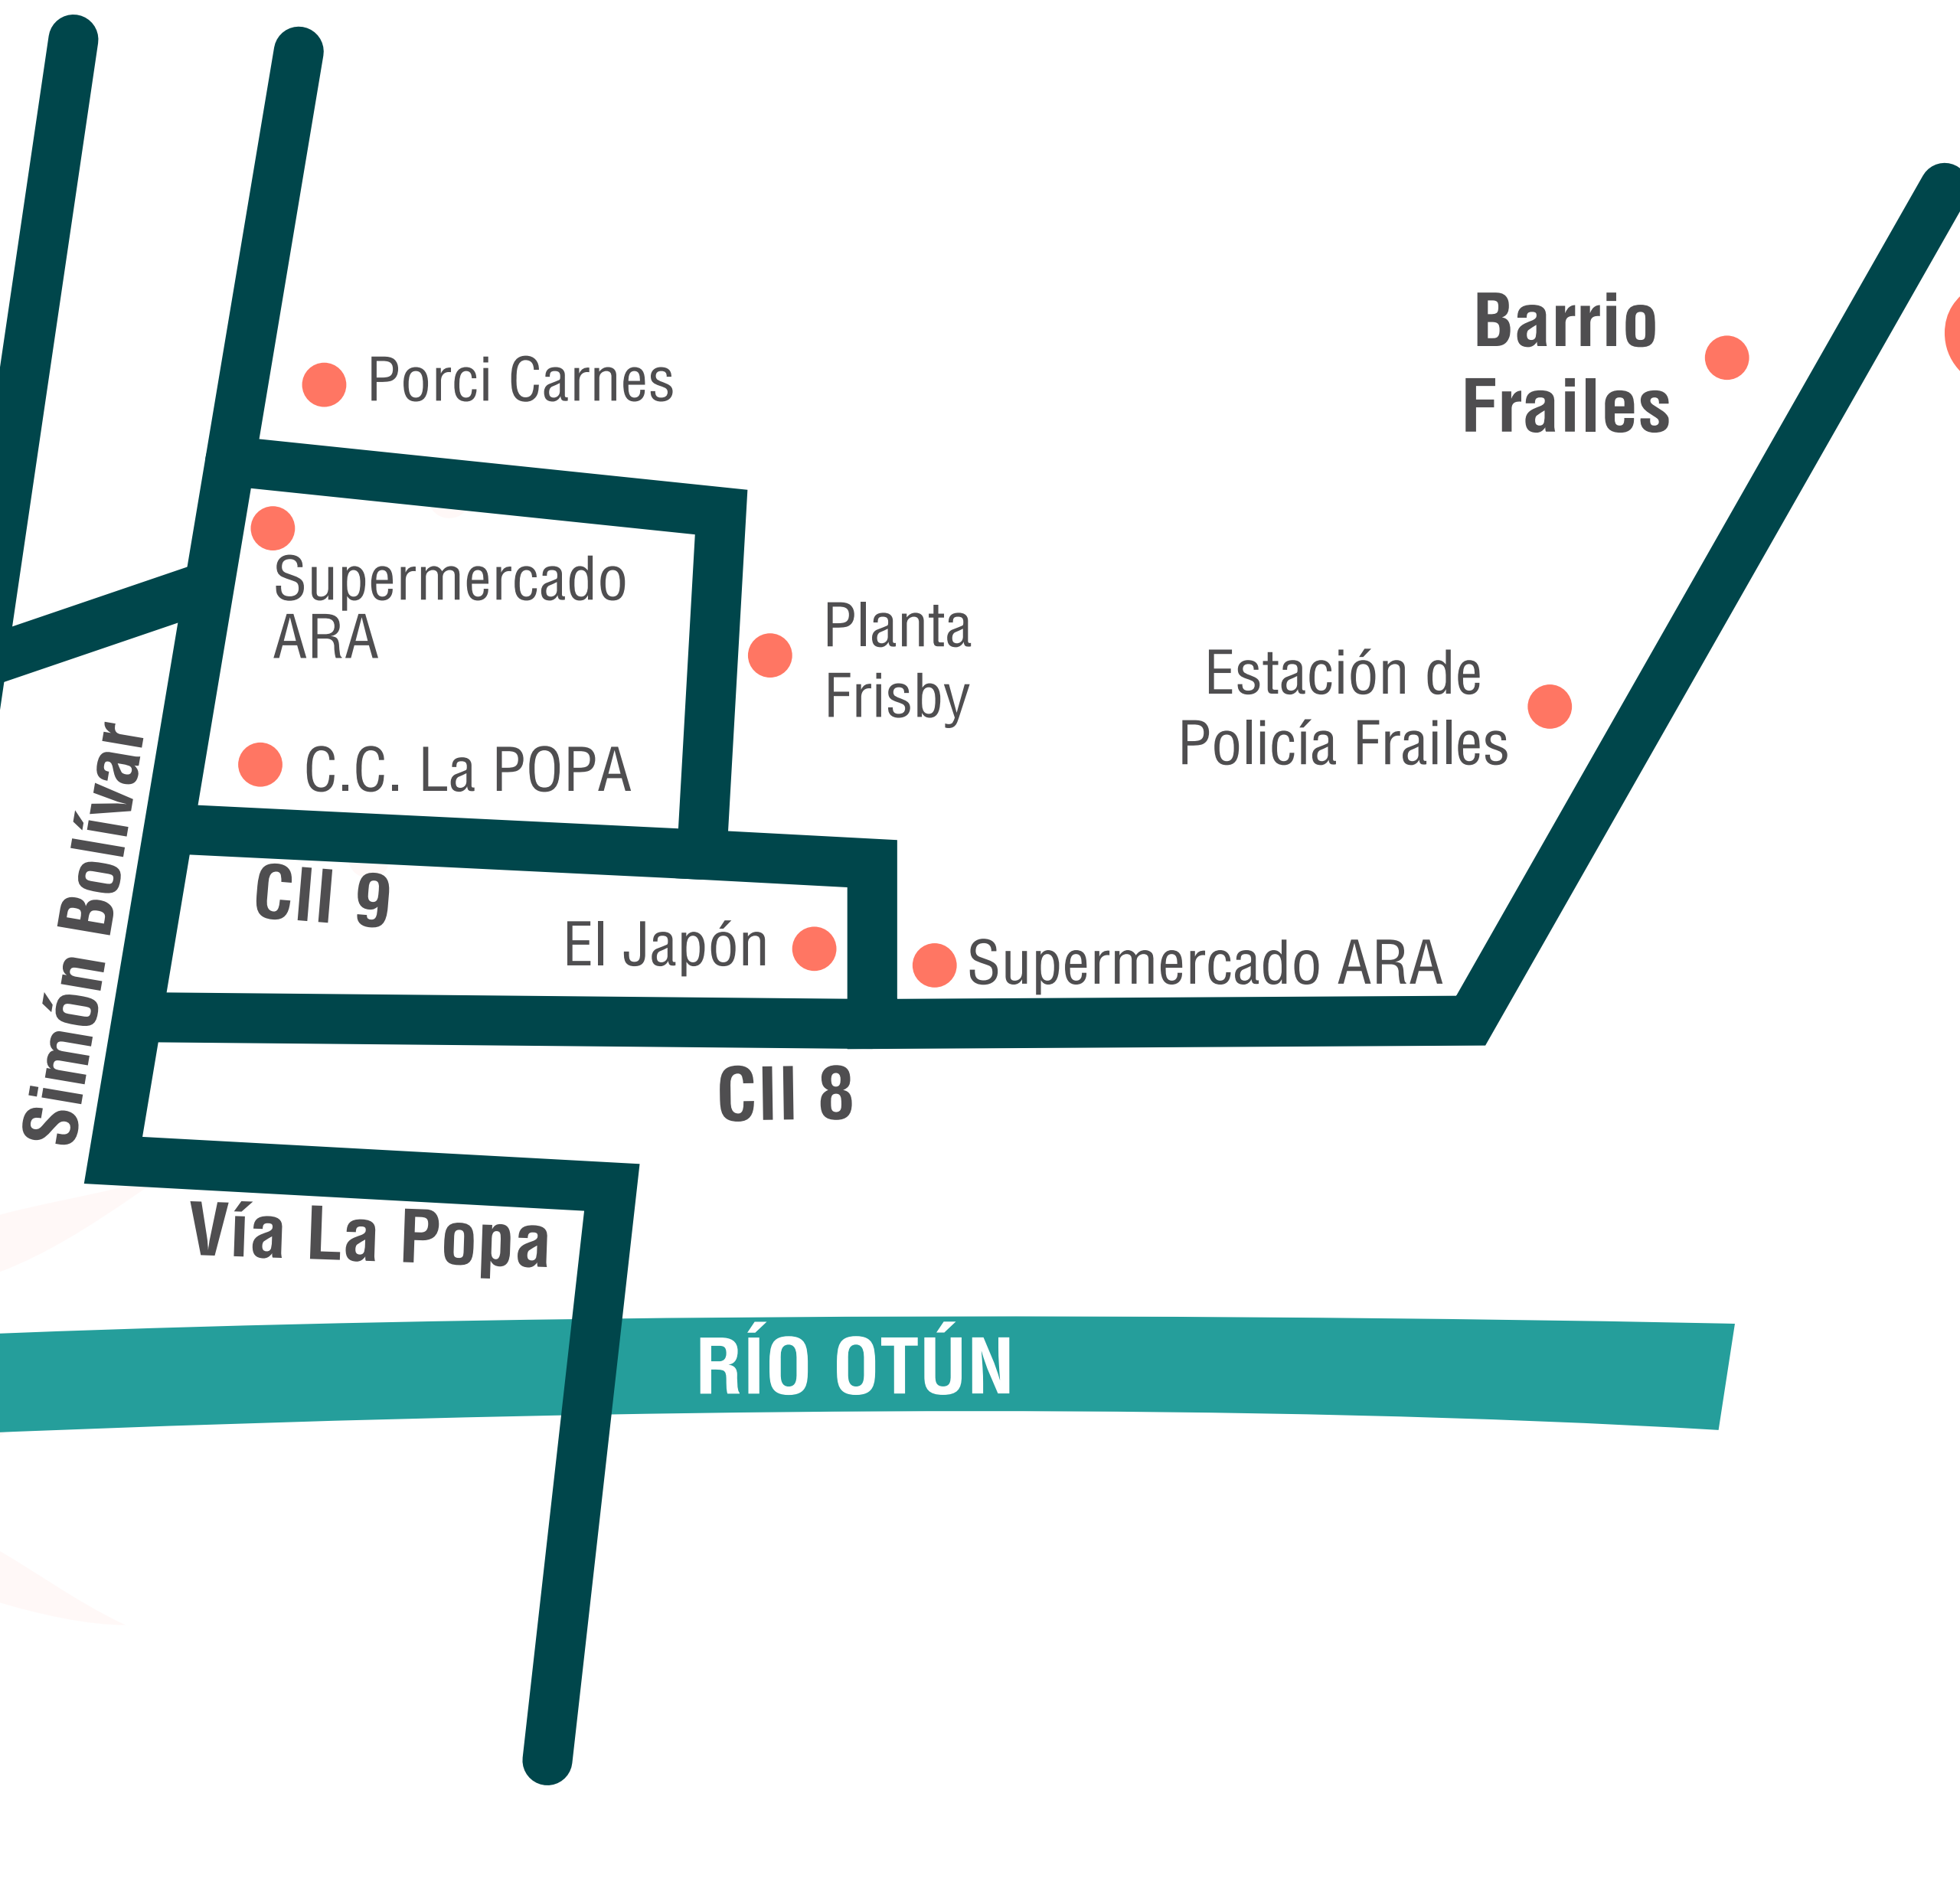 Barrio
Frailes
Porci Carnes
Supermercado
ARA
Planta
Frisby
Estación de
Policía Frailes
C.C. La POPA
Simón Bolívar
Cll 9
El Japón
Supermercado ARA
Cll 8
Vía La Popa
RÍO OTÚN